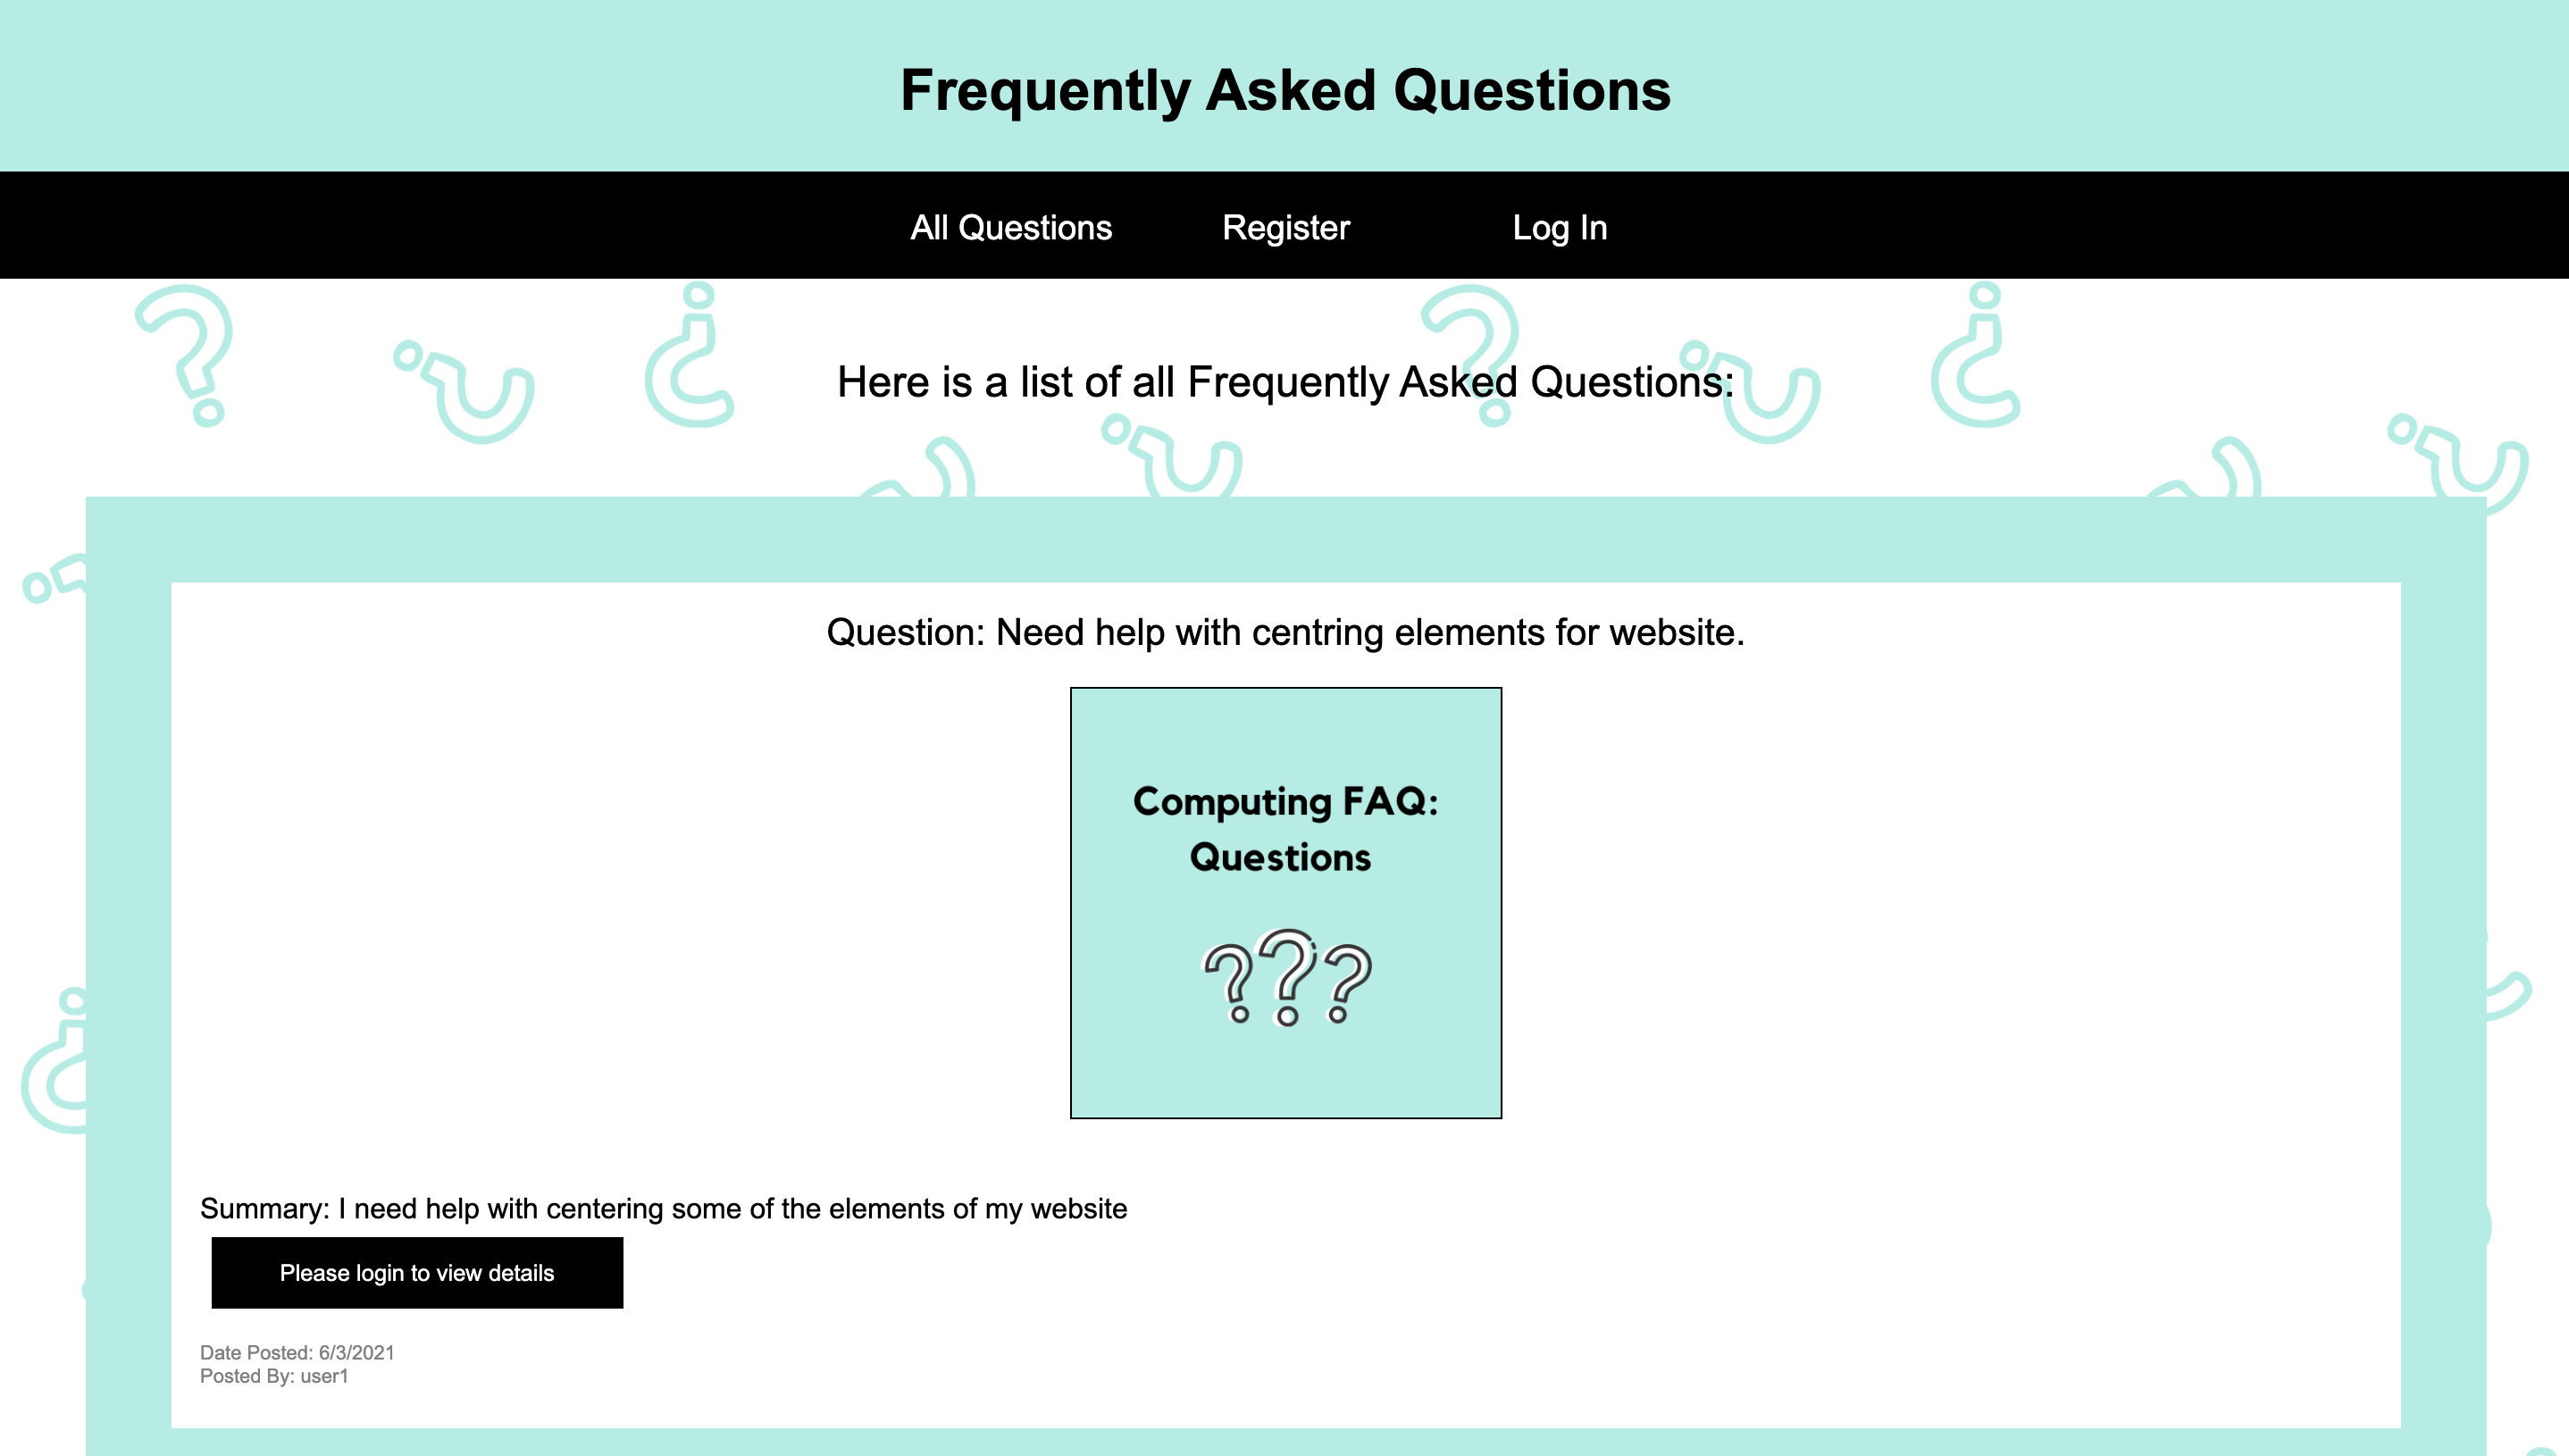 Frequently Asked Questions
All Questions Register Log In
Here is a list of all Frequently Asked Questions:
Question: Need help with centring elements for website.
Computing FAQ:
Questions
???
Summary: I need help with centering some of the elements of my website
Please login to view details
Date Posted: 6/3/2021
Posted By: user1